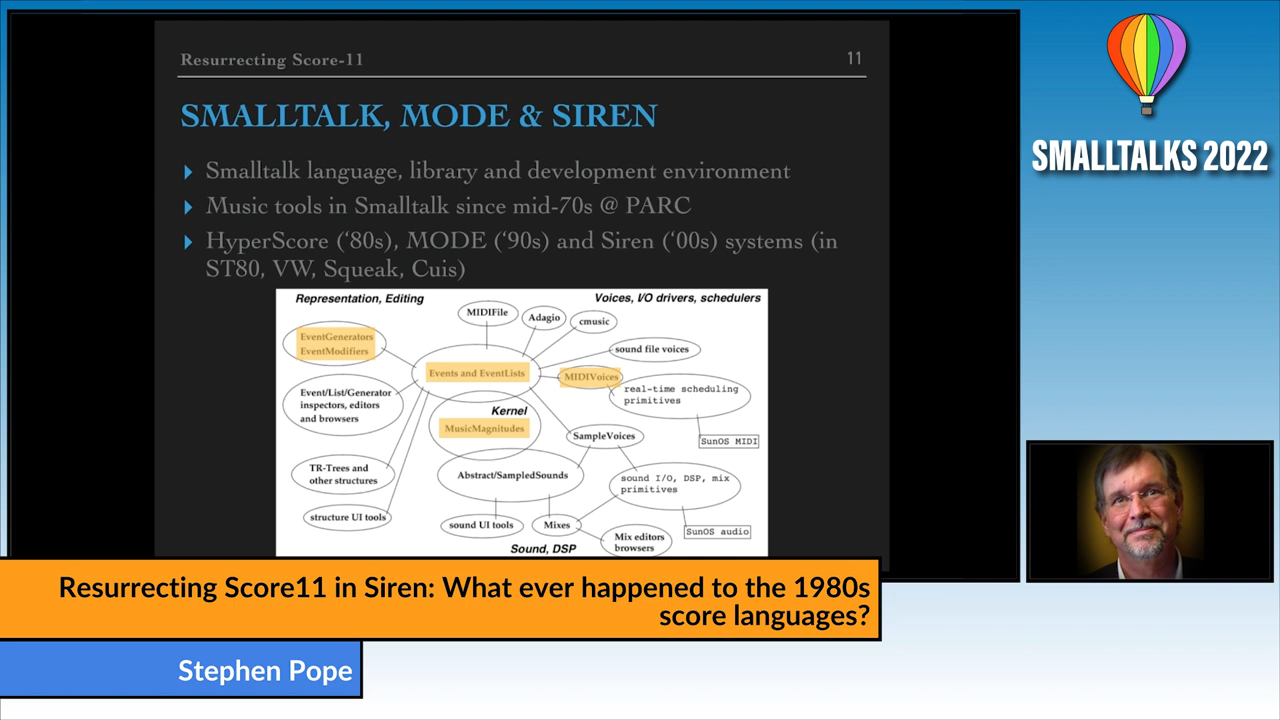 Resurrecting Score-11
11
SMALLTALK, MODE & SIREN
Smalltalk language, library and development environment
Music tools in Smalltalk since mid-70s @ PARC
HyperScore (‘80s), MODE (‘90s) and Siren (‘00s) systems (in
ST80, VW, Squeak, Cuis)
Representation, Editing
Voices, I/O drivers, schedulers
MIDIFile
Adagio
cmusic
EventGenerators
EventModifiers
sound file voices
Events and EventLists
MIDIVoices
real-time scheduling
primitives
Event/List/Generator
inspectors, editors
and browsers
Kernel
MusicMagnitudes
SampleVoices
SunOS MIDI
TR-Trees and
other structures
Abstract/SampledSounds
sound I/O, DSP, mix
primitives
structure UI tools
sound UI tools
Mixes
SunOS audio
Mix editors
browsers
Sound, DSP
SMALLTALKS 2022
Resurrecting Score11 in Siren: What ever happened to the 1980s
score languages?
Stephen Pope